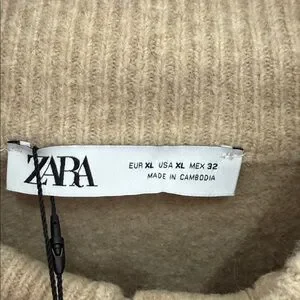 ZARA
EUR XL USA XL MEX 32
MADE IN CAMBODIA